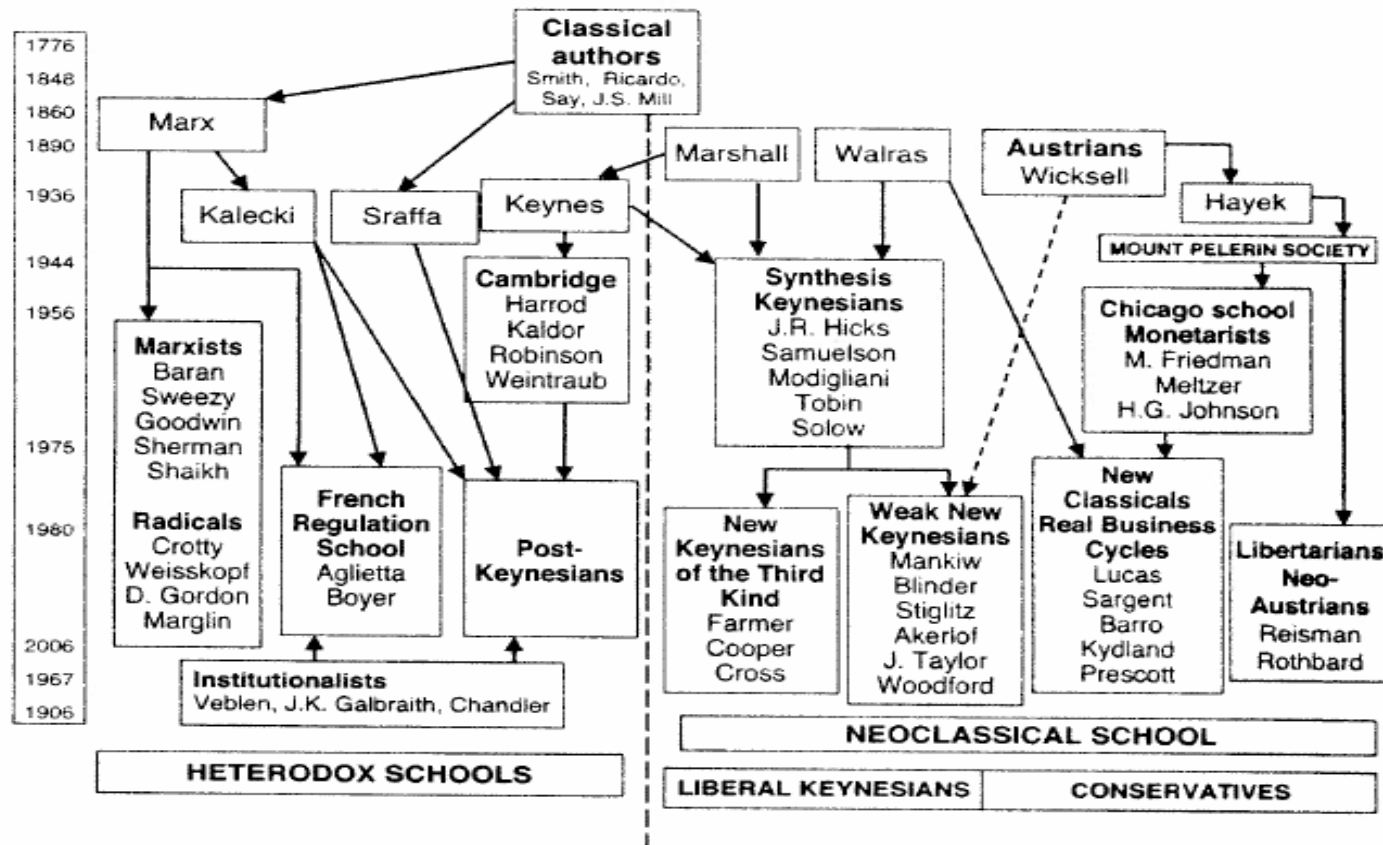 1776
1848
1860
1890
1936
1944
1956
1975
1980
2006
1967
1906
Classical
authors
Smith, Ricardo,
Say, J.S. Mill
Marx
Marshall
Walras
Austrians
Wicksell
Kalecki
Sraffa
Keynes
Hayek
MOUNT PELERIN SOCIETY
Cambridge
Harrod
Kaldor
Robinson
Weintraub
Synthesis
Keynesians
J.R. Hicks
Samuelson
Modigliani
Tobin
Solow
Chicago school
Monetarists
M. Friedman
Meltzer
H.G. Johnson
Marxists
Baran
Sweezy
Goodwin
Sherman
Shaikh
Radicals
Crotty
Weisskopf
D. Gordon
Marglin
French
Regulation
School
Aglietta
Boyer
Post-
Keynesians
New
Keynesians
of the Third
Kind
Farmer
Cooper
Cross
Weak New
Keynesians
Mankiw
Blinder
Stiglitz
Akerlof
J. Taylor
Woodford
New
Classicals
Real Business
Cycles
Lucas
Sargent
Barro
Kydland
Prescott
Libertarians
Neo-
Austrians
Reisman
Rothbard
Institutionalists
Veblen, J.K. Galbraith, Chandler
HETERODOX SCHOOLS
NEOCLASSICAL SCHOOL
LIBERAL KEYNESIANS
CONSERVATIVES